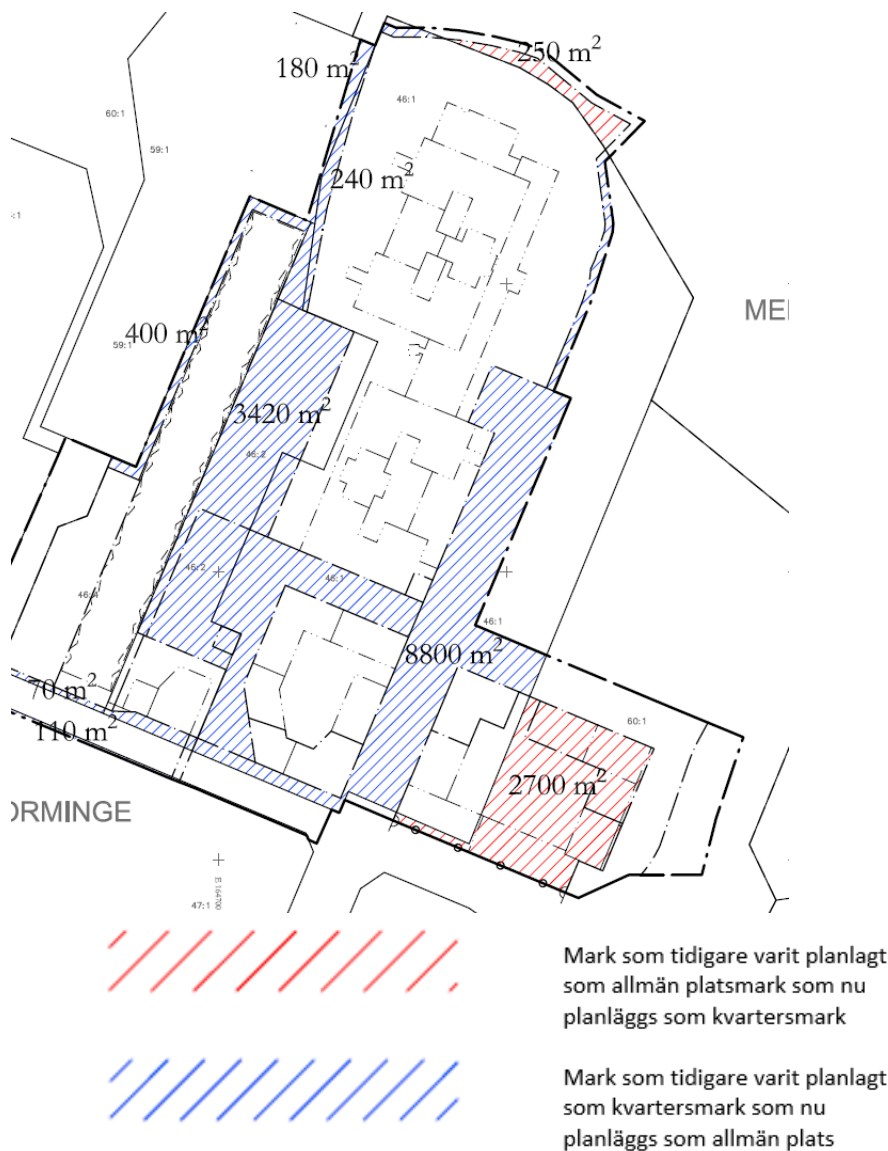 250 m²
180 m²
46:1
60:1
59:1
240 m²
:1
MEI
400 m²
59:1
3420 m²
46:2
46:2
46:1
46:1
8800 m²
70 m²
60:1
110 m²
2700 m²
ORMINGE
E 164700
47:1
Mark som tidigare varit planlagt
som allmän platsmark som nu
planläggs som kvartersmark
Mark som tidigare varit planlagt
som kvartersmark som nu
planläggs som allmän plats